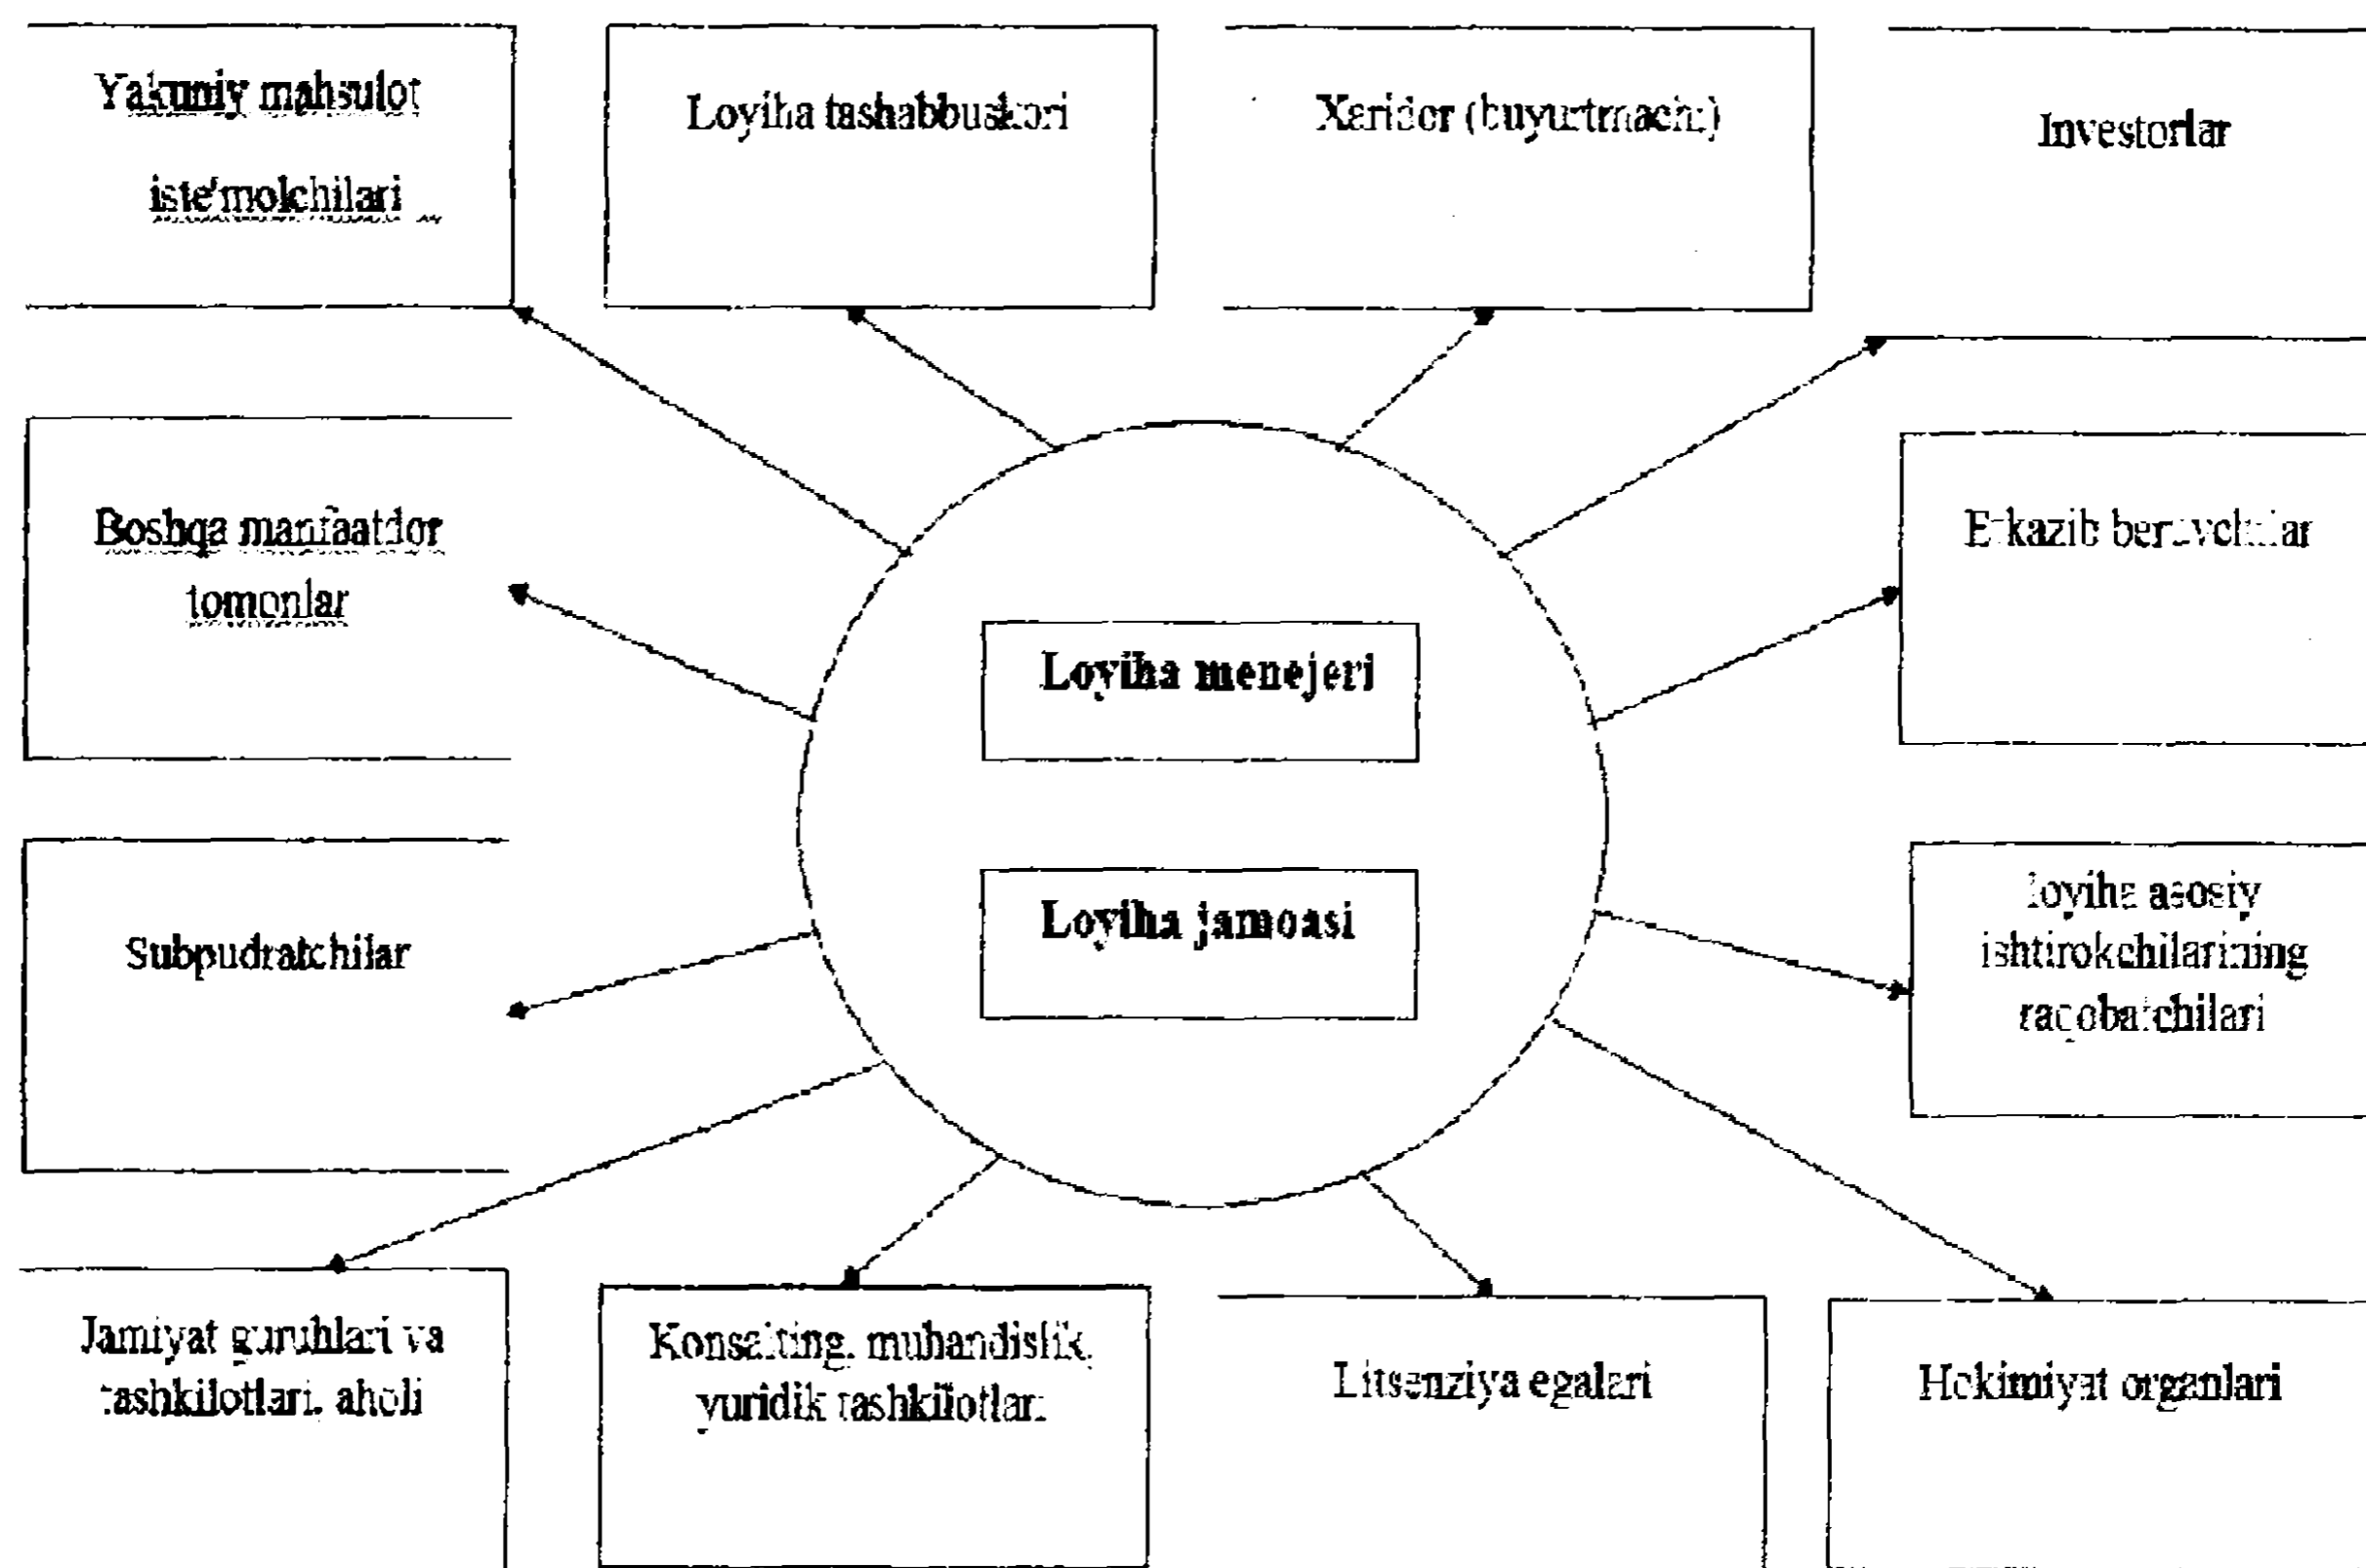 Yakuniy mahsulot
iste'molchilari
Loyiha tashabbuskori
Xaridor (buyurtmachi)
Investorlar
Boshqa manfaatdor
tomonlar
Etkazib beruvchilar
Loyiha menejeri
Loyiha jamoasi
Subpudratchilar
loyiha asosiy
ishtirokchilarining
raqobatchilari
Jamiyat guruhlari va
tashkilotlari, aholi
Konsalting, muhandislik,
yuridik tashkilotlari
Litsenziya egalari
Hokimiyat organlari